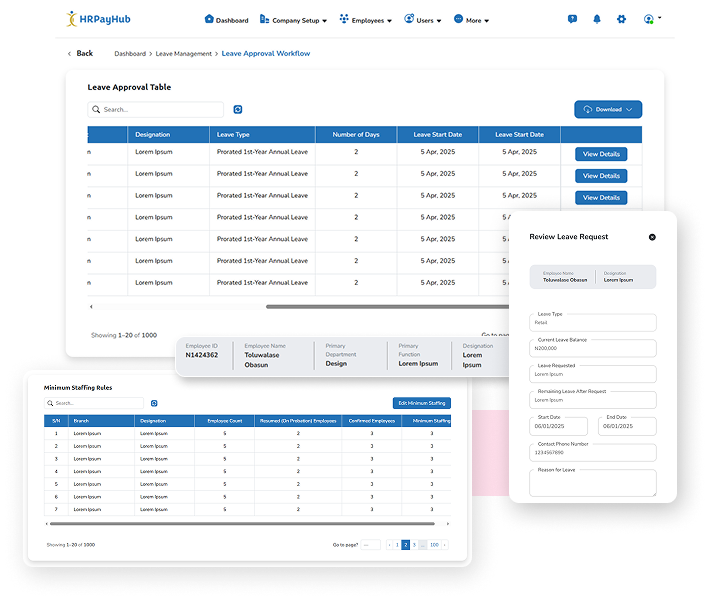 HRPayHub
Dashboard Company Setup Employees Users More
Back Dashboard > Leave Management > Leave Approval Workflow
Leave Approval Table
Search...
Download
Designation Leave Type Number of Days Leave Start Date Leave Start Date
n Lorem Ipsum Prorated 1st-Year Annual Leave 2 5 Apr, 2025 5 Apr, 2025 View Details
n Lorem Ipsum Prorated 1st-Year Annual Leave 2 5 Apr, 2025 5 Apr, 2025 View Details
n Lorem Ipsum Prorated 1st-Year Annual Leave 2 5 Apr, 2025 5 Apr, 2025 View Details
n Lorem Ipsum Prorated 1st-Year Annual Leave 2 5 Apr, 2025 5 Ap
n Lorem Ipsum Prorated 1st-Year Annual Leave 2 5 Apr, 2025 5 Ap
n Lorem Ipsum Prorated 1st-Year Annual Leave 2 5 Apr, 2025 5 Ap
n Lorem Ipsum Prorated 1st-Year Annual Leave 2 5 Apr, 2025 5 Ap
Showing 1-20 of 1000
Go to pag
Review Leave Request
Employee Name Designation
Toluwalase Obasun Lorem Ipsum
Leave Type
Retail
Current Leave Balance
N200,000
Leave Requested
Lorem Ipsum
Remaining Leave After Request
Lorem Ipsum
Start Date End Date
06/01/2025 06/01/2025
Contact Phone Number
1234567890
Reason for Leave
Employee ID Employee Name Primary Primary Designation
N1424362 Toluwalase Department Function Lorem
Obasun Design Lorem Ipsum Ipsum
Minimum Staffing Rules
Search...
Edit Minimum Staffing
S/N Branch Designation Employee Count Resumed (On Probation) Employees Confirmed Employees Minimum Staffing
1 Lorem Ipsum Lorem Ipsum 5 2 3 3
2 Lorem Ipsum Lorem Ipsum 5 2 3 3
3 Lorem Ipsum Lorem Ipsum 5 2 3 3
4 Lorem Ipsum Lorem Ipsum 5 2 3 3
5 Lorem Ipsum Lorem Ipsum 5 2 3 3
6 Lorem Ipsum Lorem Ipsum 5 2 3 3
7 Lorem Ipsum Lorem Ipsum 5 2 3 3
Showing 1-20 of 1000
Go to page? 1 2 3 ... 100